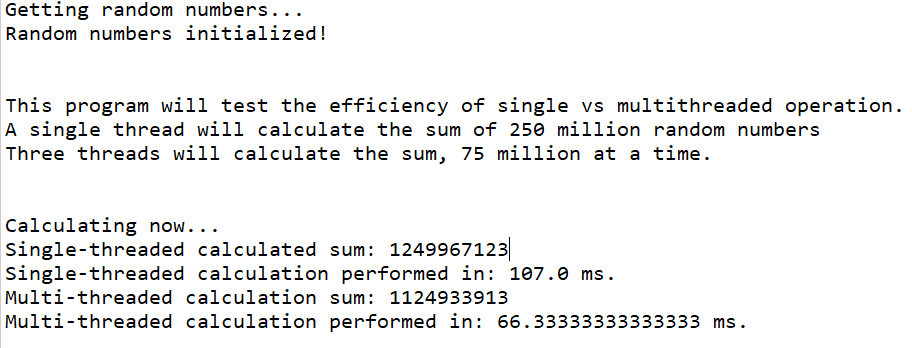 Getting random numbers...
Random numbers initialized!
This program will test the efficiency of single vs multithreaded operation.
A single thread will calculate the sum of 250 million random numbers
Three threads will calculate the sum, 75 million at a time.
Calculating now...
Single-threaded calculated sum: 1249967123
Single-threaded calculation performed in: 107.0 ms.
Multi-threaded calculation sum: 1124933913
Multi-threaded calculation performed in: 66.33333333333333 ms.